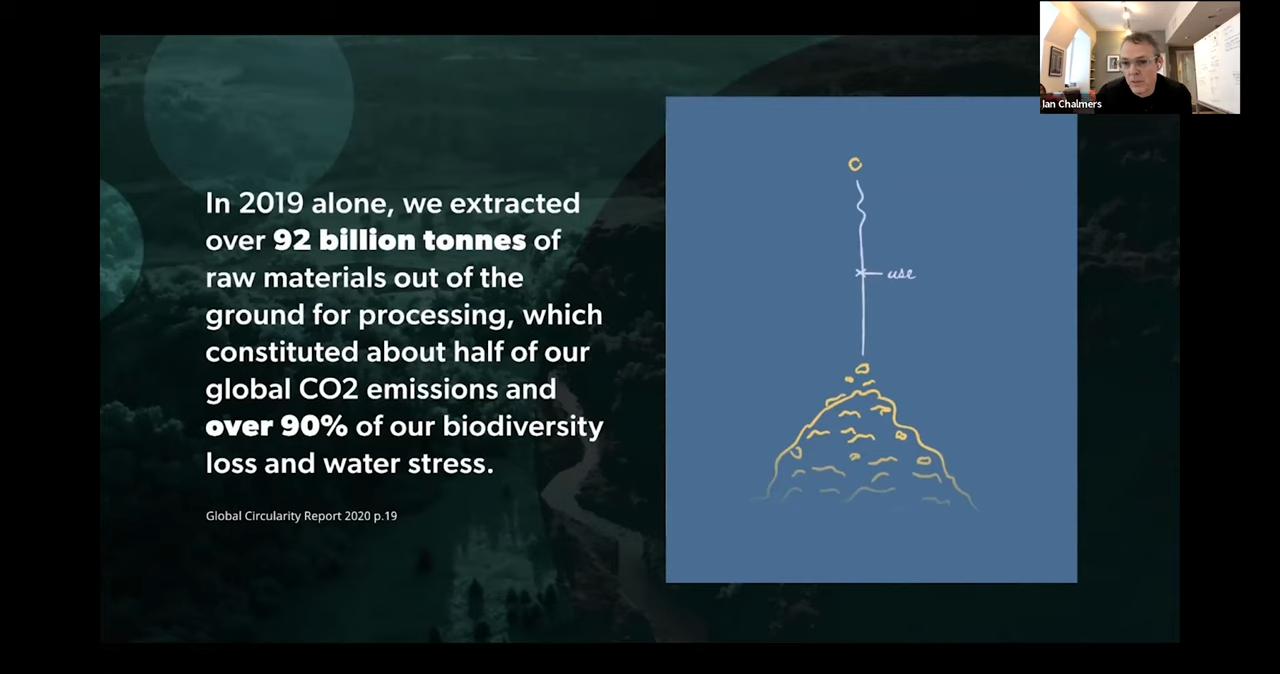 In 2019 alone, we extracted
over 92 billion tonnes of
raw materials out of the
ground for processing, which
constituted about half of our
global CO2 emissions and
over 90% of our biodiversity
loss and water stress.
Global Circularity Report 2020 p.19
use
Jan Chalmers